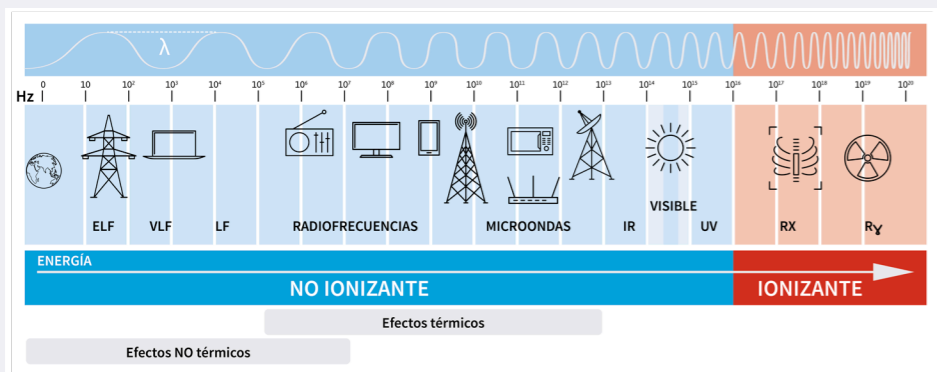 λ
Hz 0 10 10² 10³ 10⁴ 10⁵ 10⁶ 10⁷ 10⁸ 10⁹ 10¹⁰ 10¹¹ 10¹² 10¹³ 10¹⁴ 10¹⁵ 10¹⁶ 10¹⁷ 10¹⁸ 10¹⁹ 10²⁰
VISIBLE
ELF VLF LF RADIOFRECUENCIAS MICROONDAS IR UV RX Rɣ
ENERGÍA
NO IONIZANTE IONIZANTE
Efectos térmicos
Efectos NO térmicos